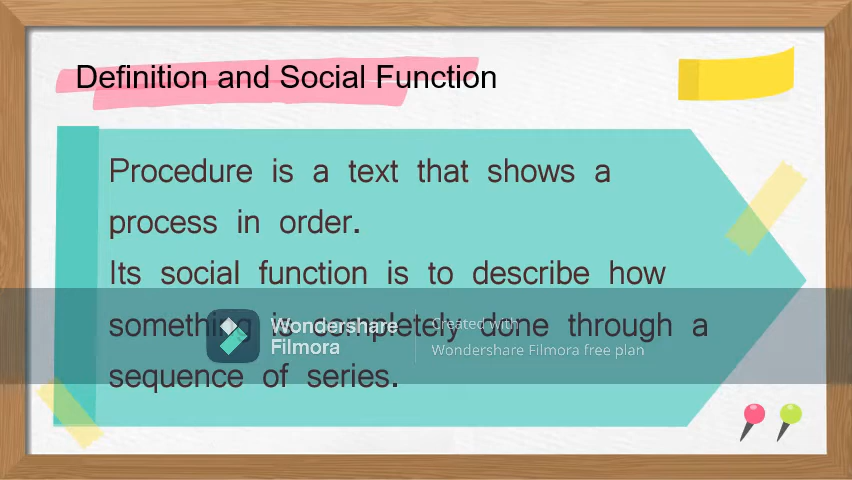 Definition and Social Function
Procedure is a text that shows a
process in order.
Its social function is to describe how
something is completely done through a
sequence of series.
Wondershare
Filmora
Created with
Wondershare Filmora free plan